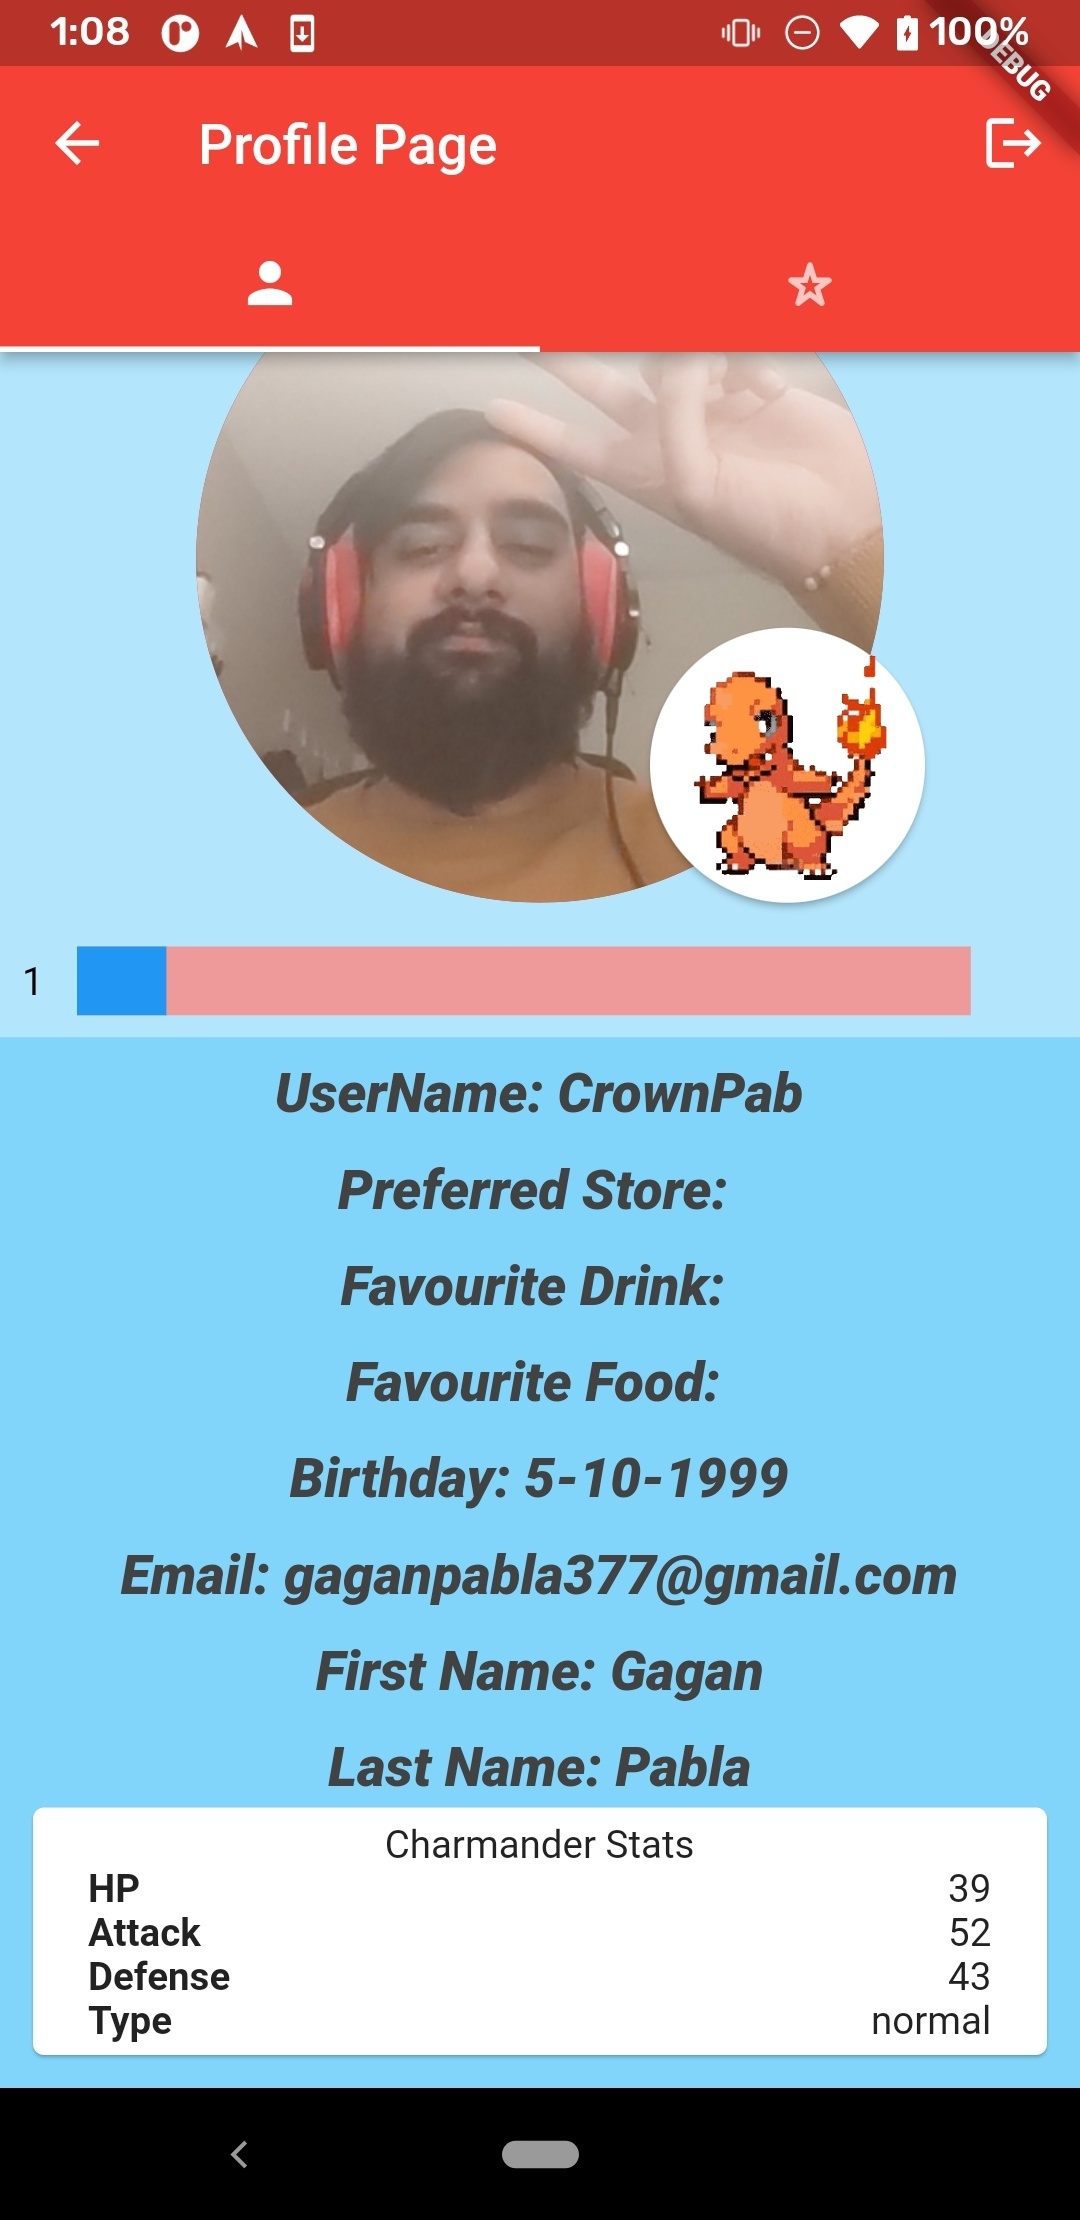 1:08
100%
DEBUG
Profile Page
1
UserName: CrownPab
Preferred Store:
Favourite Drink:
Favourite Food:
Birthday: 5-10-1999
Email: gaganpabla377@gmail.com
First Name: Gagan
Last Name: Pabla
Charmander Stats
HP 39
Attack 52
Defense 43
Type normal